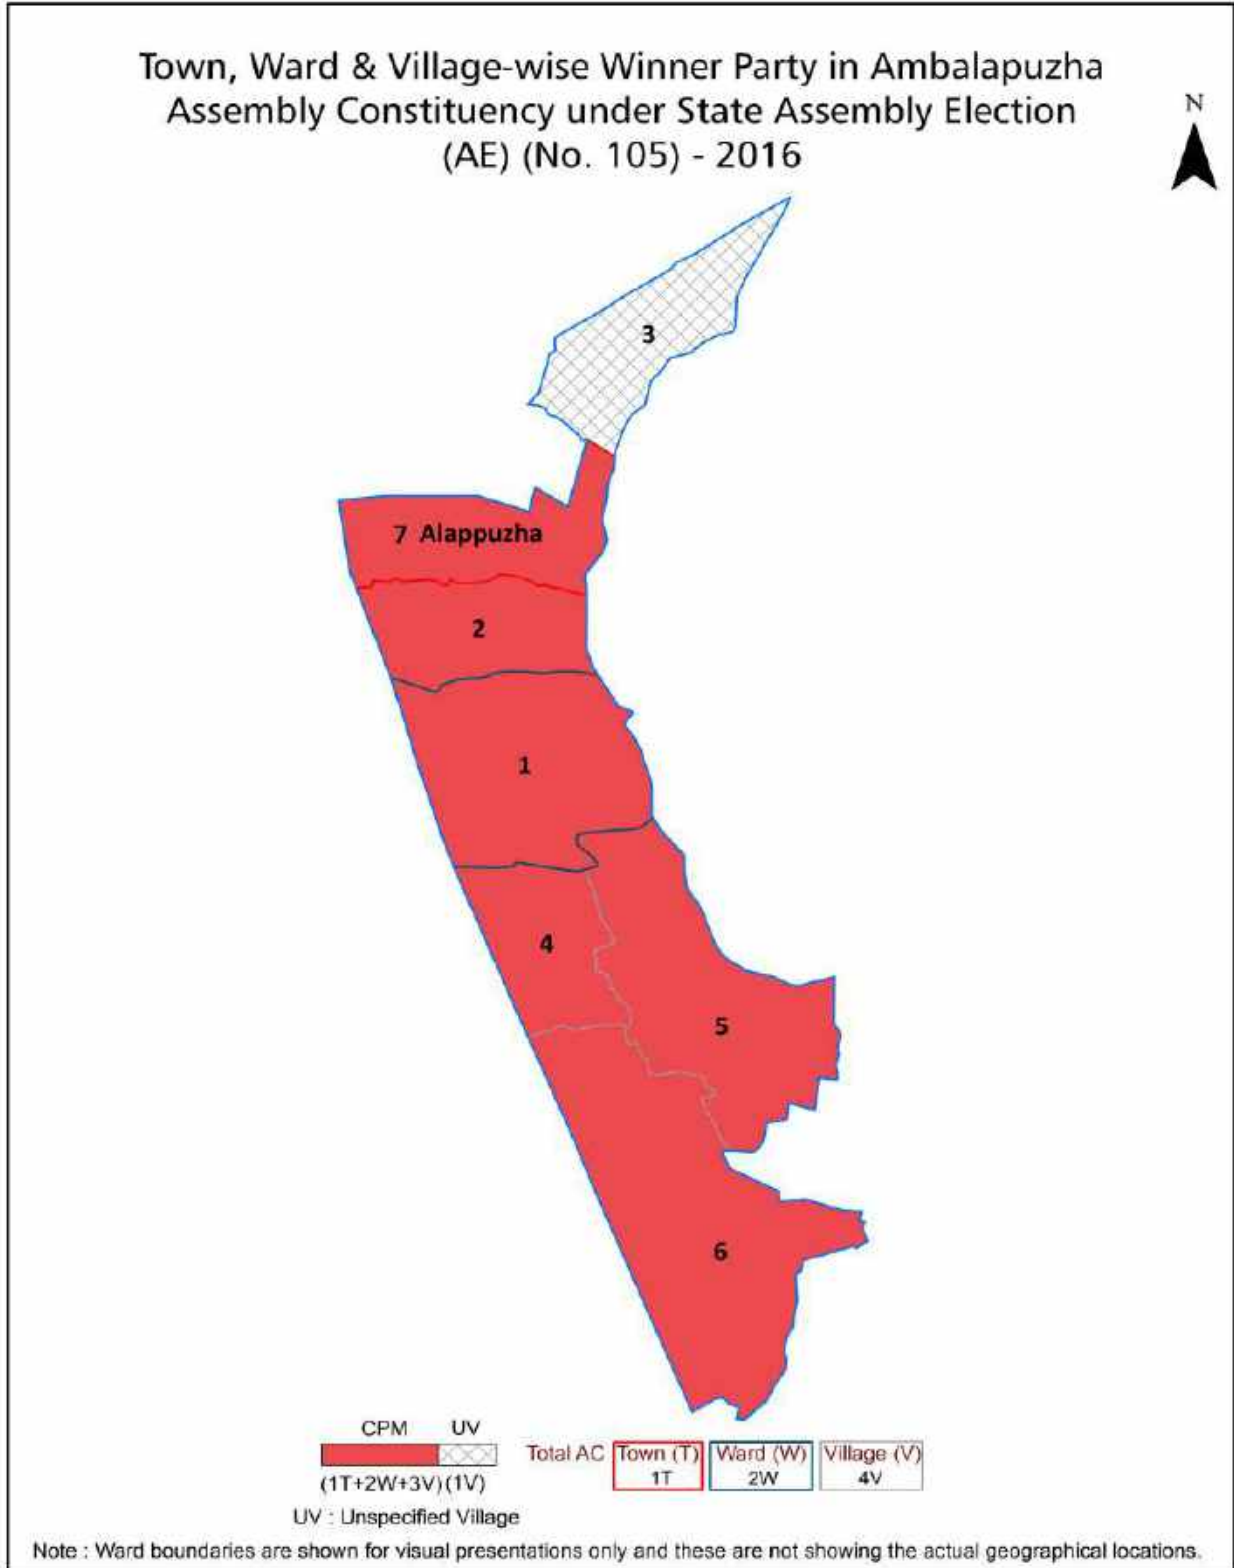 Town, Ward & Village-wise Winner Party in Ambalapuzha
Assembly Constituency under State Assembly Election
(AE) (No. 105) - 2016
N
3
7 Alappuzha
2
1
4
5
6
CPM UV
(1T+2W+3V) (1V)
Total AC Town (T) Ward (W) Village (V)
1T 2W 4V
UV : Unspecified Village
Note : Ward boundaries are shown for visual presentations only and these are not showing the actual geographical locations.